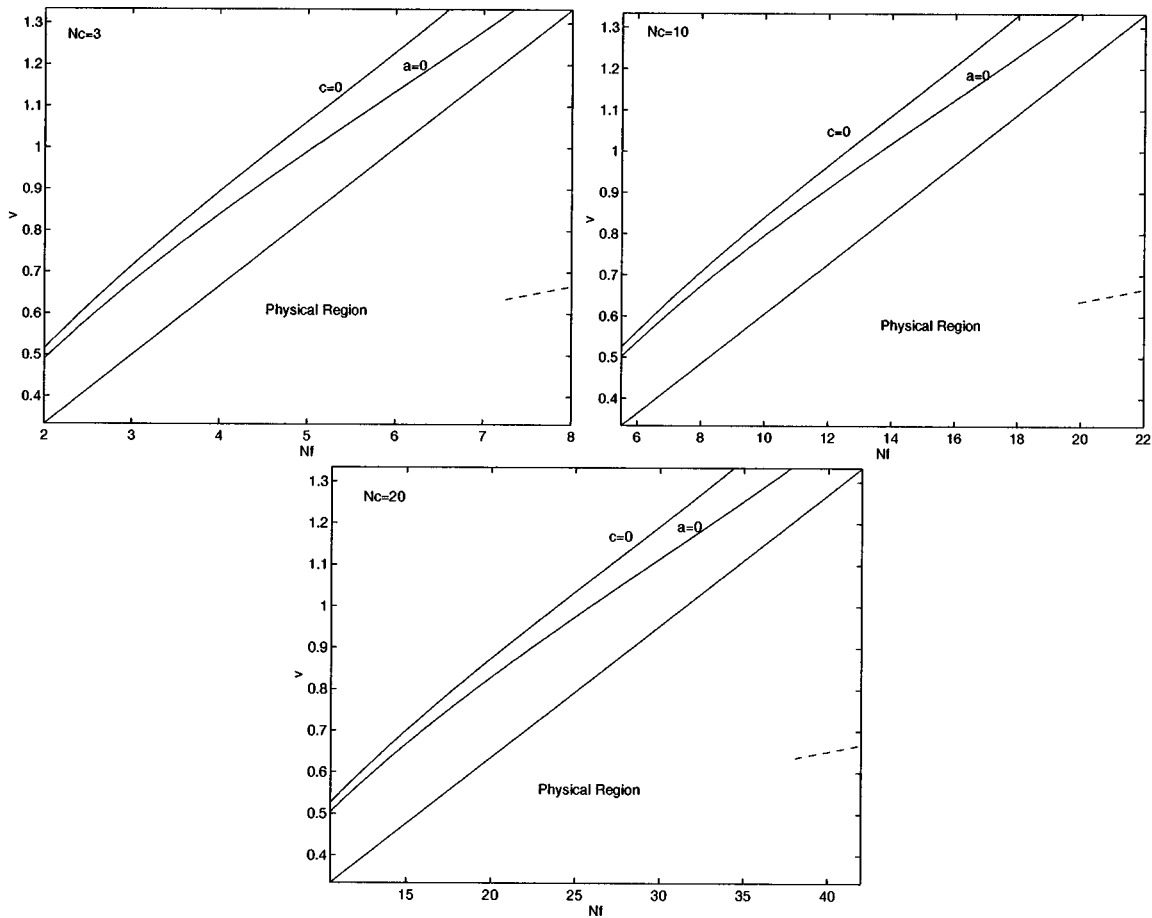 Nc=3
1.3
1.2
1.1
1
0.9
0.8
0.7
0.6
0.5
0.4
v
c=0
a=0
Physical Region
2
3
4
5
6
7
8
Nf
Nc=10
1.3
1.2
1.1
1
0.9
0.8
0.7
0.6
0.5
0.4
v
c=0
a=0
Physical Region
6
8
10
12
14
16
18
20
22
Nf
Nc=20
1.3
1.2
1.1
1
0.9
0.8
0.7
0.6
0.5
0.4
v
c=0
a=0
Physical Region
15
20
25
30
35
40
Nf